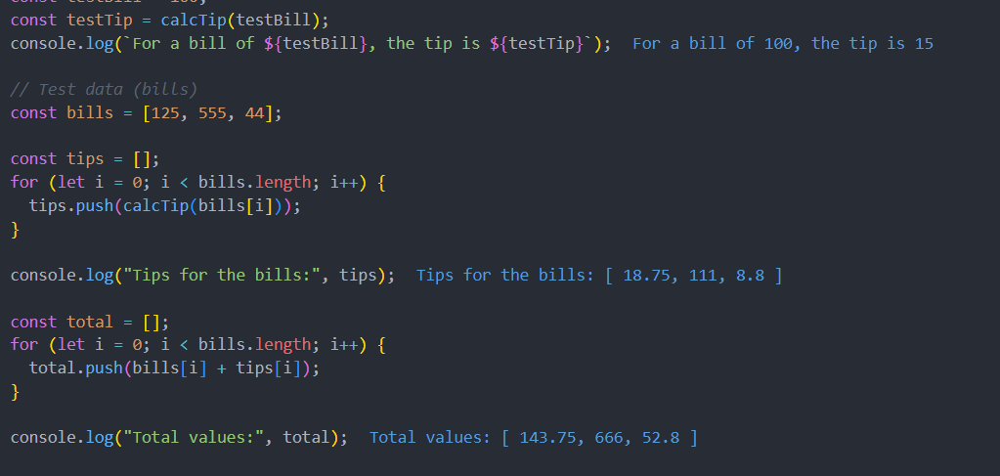 const testTip = calcTip(testBill);
console.log(`For a bill of ${testBill}, the tip is ${testTip}`);  For a bill of 100, the tip is 15
// Test data (bills)
const bills = [125, 555, 44];
const tips = [];
for (let i = 0; i < bills.length; i++) {
  tips.push(calcTip(bills[i]));
}
console.log("Tips for the bills:", tips);  Tips for the bills: [ 18.75, 111, 8.8 ]
const total = [];
for (let i = 0; i < bills.length; i++) {
  total.push(bills[i] + tips[i]);
}
console.log("Total values:", total);  Total values: [ 143.75, 666, 52.8 ]